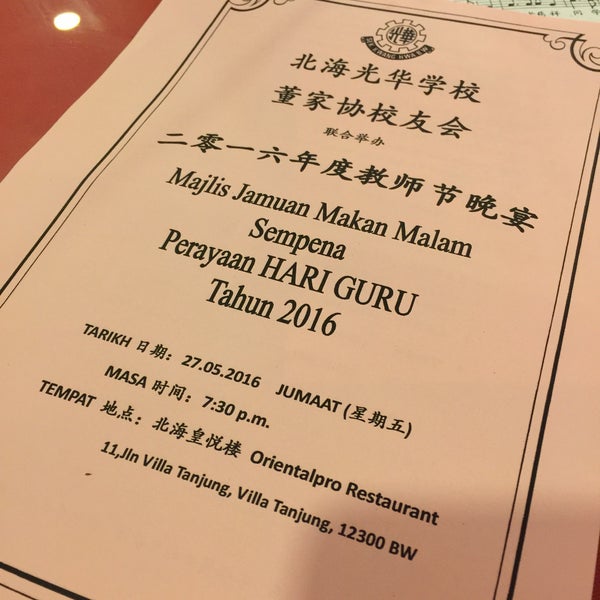 北海光华学校
董家协校友会
联合举办
二零一六年度教师节晚宴
Majlis Jamuan Makan Malam
Sempena
Perayaan HARI GURU
Tahun 2016
TARIKH 日期：27.05.2016 JUMAAT (星期五)
MASA 时间：7:30 p.m.
TEMPAT 地点：北海皇悦楼 Orientalpro Restaurant
11,Jln Villa Tanjung, Villa Tanjung, 12300 BW